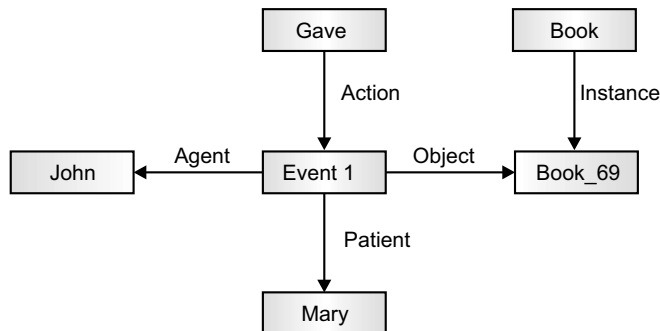 Gave
Book
Action
Instance
John
Agent
Event 1
Object
Book_69
Patient
Mary